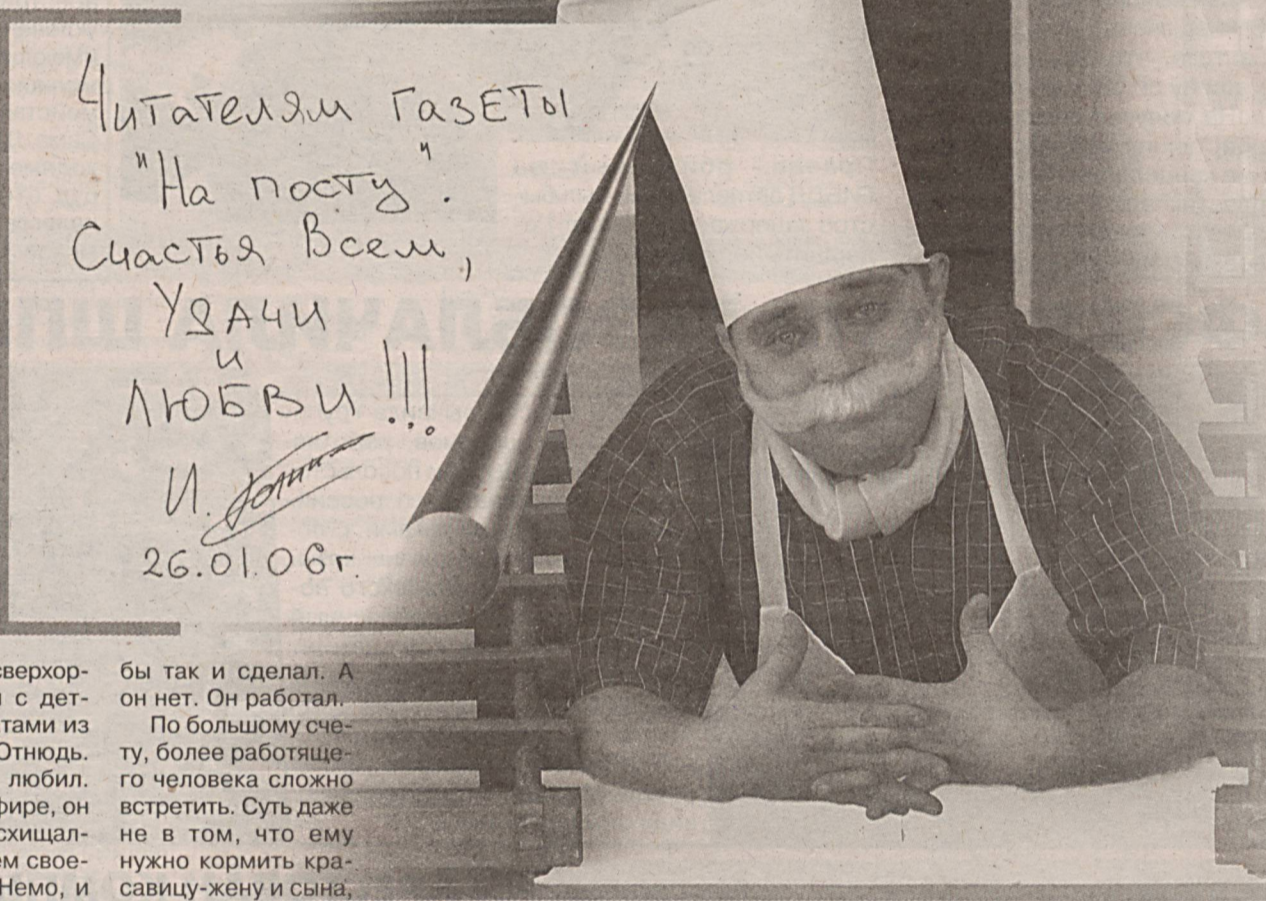 Читателям газеты
"На посту".
Счастья Всем,
Удачи
и
Любви!!!
И.
26.01.06г.
сверхор-
с дет-
тами из
Отнюдь.
любил.
фире, он
схищал-
ем свое-
Немо, и
бы так и сделал. А
он нет. Он работал.
По большому сче-
ту, более работяще-
го человека сложно
встретить. Суть даже
не в том, что ему
нужно кормить кра-
савицу-жену и сына,